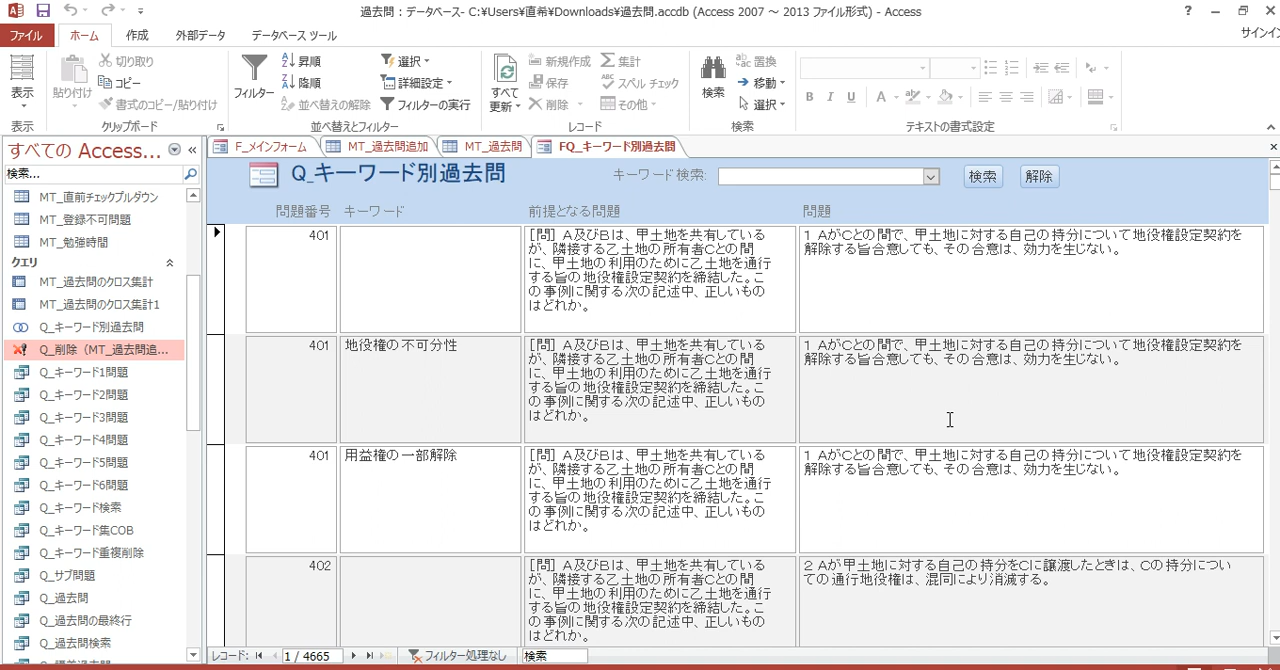 過去問 : データベース- C:¥Users¥直希¥Downloads¥過去問.accdb (Access 2007 ～ 2013 ファイル形式) - Access
ファイル ホーム 作成 外部データ データベース ツール サインイン
表示
貼り付け
切り取り
コピー
書式のコピー/貼り付け
フィルター
昇順
降順
並べ替えの解除
選択
詳細設定
フィルターの実行
すべて
更新
新規作成
保存
削除
集計
スペル チェック
その他
検索
置換
移動
選択
B I U A
表示 クリップボード 並べ替えとフィルター レコード 検索 テキストの書式設定
すべての Access...
検索...
MT_直前チェックプルダウン
MT_登録不可問題
MT_勉強時間
クエリ
MT_過去問のクロス集計
MT_過去問のクロス集計1
Q_キーワード別過去問
Q_削除（MT_過去問追...
Q_キーワード1問題
Q_キーワード2問題
Q_キーワード3問題
Q_キーワード4問題
Q_キーワード5問題
Q_キーワード6問題
Q_キーワード検索
Q_キーワード集COB
Q_キーワード重複削除
Q_サブ問題
Q_過去問
Q_過去問の最終行
Q_過去問検索
F_メインフォーム MT_過去問追加 MT_過去問 FQ_キーワード別過去問
Q_キーワード別過去問 キーワード検索: 検索 解除
問題番号 キーワード 前提となる問題 問題
401
[問] A及びBは、甲土地を共有している
が、隣接する乙土地の所有者Cとの間
に、甲土地の利用のために乙土地を通行
する旨の地役権設定契約を締結した。こ
の事例に関する次の記述中、正しいもの
はどれか。
1 AがCとの間で、甲土地に対する自己の持分について地役権設定契約を
解除する旨合意しても、その合意は、効力を生じない。
401 地役権の不可分性
[問] A及びBは、甲土地を共有している
が、隣接する乙土地の所有者Cとの間
に、甲土地の利用のために乙土地を通行
する旨の地役権設定契約を締結した。こ
の事例に関する次の記述中、正しいもの
はどれか。
1 AがCとの間で、甲土地に対する自己の持分について地役権設定契約を
解除する旨合意しても、その合意は、効力を生じない。
401 用益権の一部解除
[問] A及びBは、甲土地を共有している
が、隣接する乙土地の所有者Cとの間
に、甲土地の利用のために乙土地を通行
する旨の地役権設定契約を締結した。こ
の事例に関する次の記述中、正しいもの
はどれか。
1 AがCとの間で、甲土地に対する自己の持分について地役権設定契約を
解除する旨合意しても、その合意は、効力を生じない。
402
[問] A及びBは、甲土地を共有している
が、隣接する乙土地の所有者Cとの間
に、甲土地の利用のために乙土地を通行
する旨の地役権設定契約を締結した。こ
の事例に関する次の記述中、正しいもの
はどれか。
2 Aが甲土地に対する自己の持分をCに譲渡したときは、Cの持分につい
ての通行地役権は、混同により消滅する。
レコード: 1 / 4665 フィルター処理なし 検索